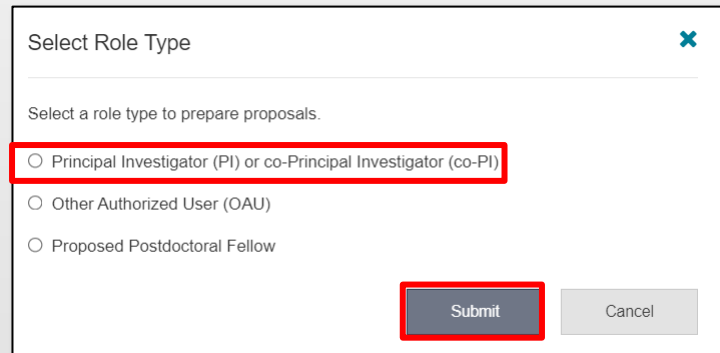 Select Role Type
Select a role type to prepare proposals.
Principal Investigator (PI) or co-Principal Investigator (co-PI)
Other Authorized User (OAU)
Proposed Postdoctoral Fellow
Submit
Cancel